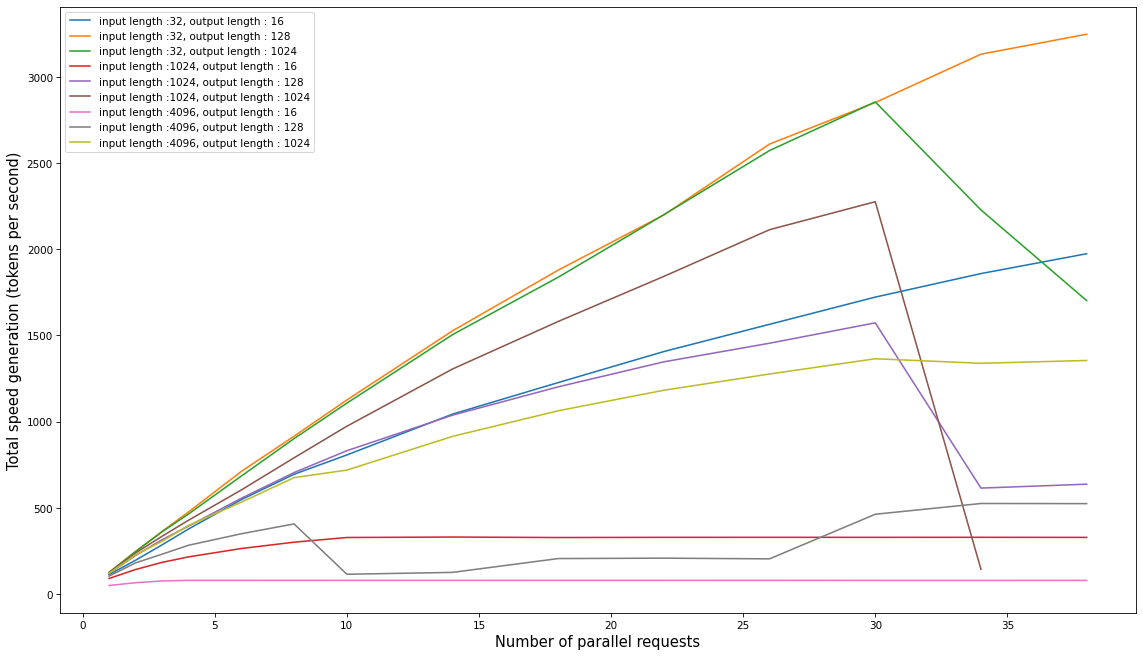 input length :32, output length : 16
input length :32, output length : 128
input length :32, output length : 1024
input length :1024, output length : 16
input length :1024, output length : 128
input length :1024, output length : 1024
input length :4096, output length : 16
input length :4096, output length : 128
input length :4096, output length : 1024
Total speed generation (tokens per second)
3000
2500
2000
1500
1000
500
0
0 5 10 15 20 25 30 35
Number of parallel requests